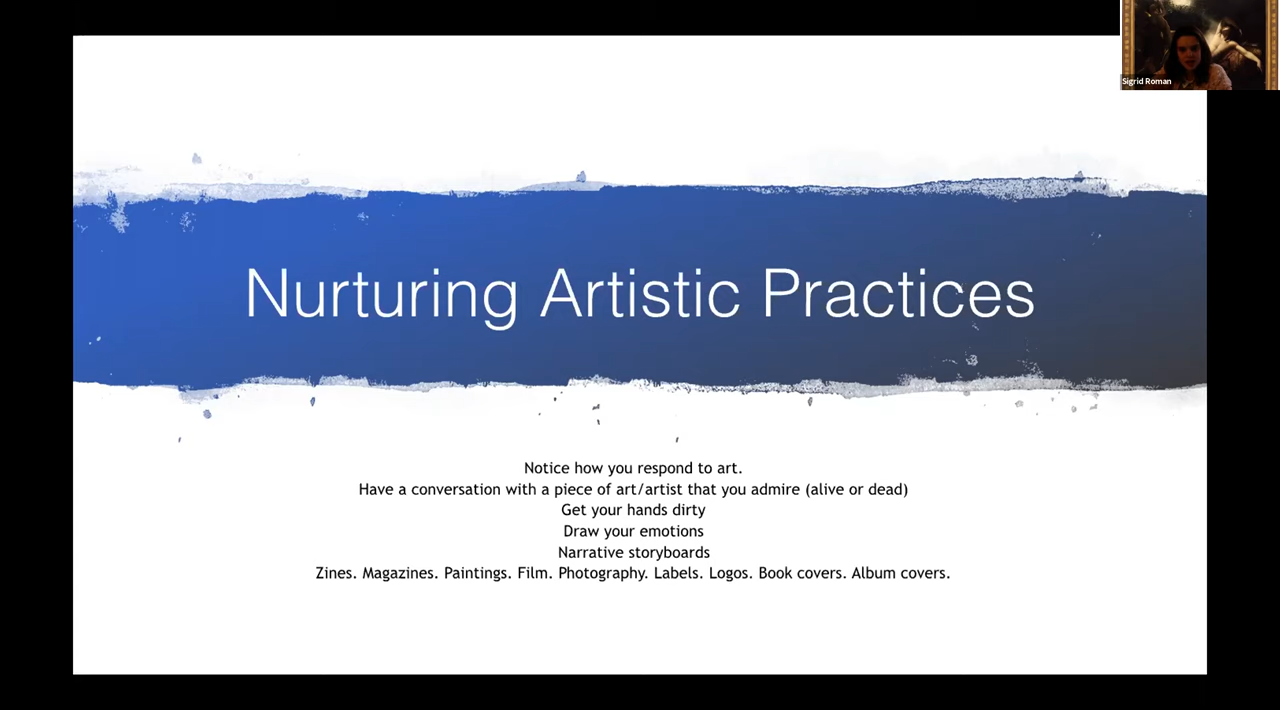 Sigrid Roman
Nurturing Artistic Practices
Notice how you respond to art.
Have a conversation with a piece of art/artist that you admire (alive or dead)
Get your hands dirty
Draw your emotions
Narrative storyboards
Zines. Magazines. Paintings. Film. Photography. Labels. Logos. Book covers. Album covers.